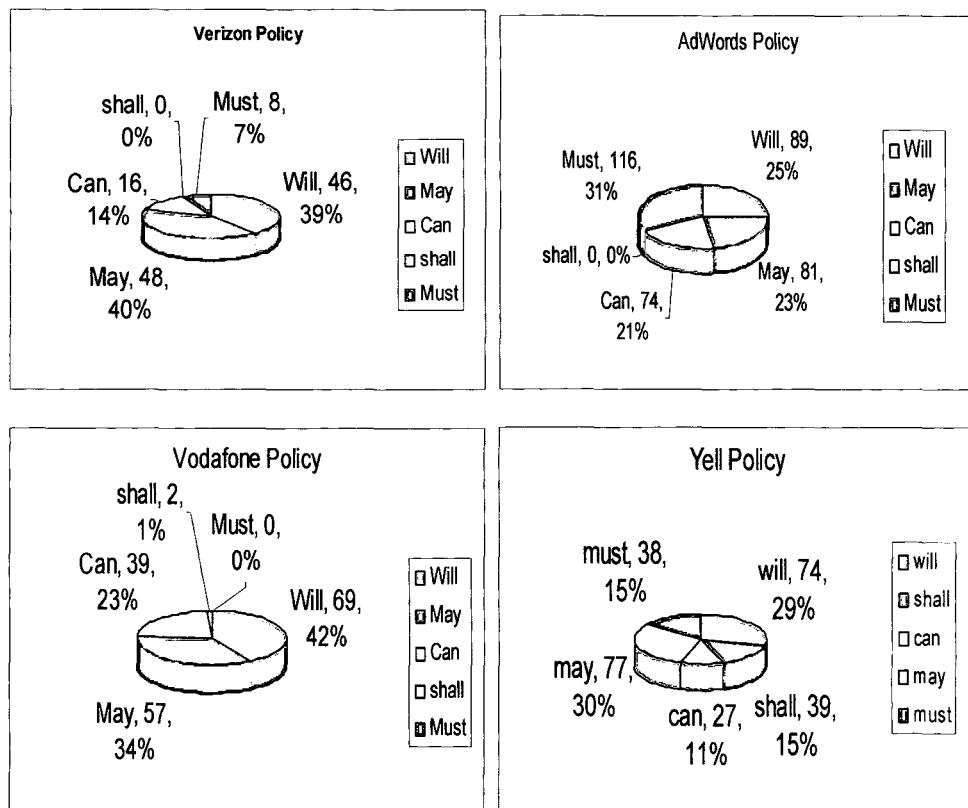 Verizon Policy
shall, 0,
0%
Must, 8
7%
Can, 16,
14%
Will, 46,
39%
May, 48,
40%
Will
May
Can
shall
Must
AdWords Policy
Must, 116,
31%
Will, 89,
25%
shall, 0, 0%
Can, 74,
21%
May, 81,
23%
Will
May
Can
shall
Must
Vodafone Policy
shall, 2,
1%
Must, 0,
0%
Can, 39,
23%
Will, 69,
42%
May, 57,
34%
Will
May
Can
shall
Must
Yell Policy
must, 38,
15%
will, 74,
29%
may, 77,
30%
can, 27,
11%
shall, 39,
15%
will
shall
can
may
must